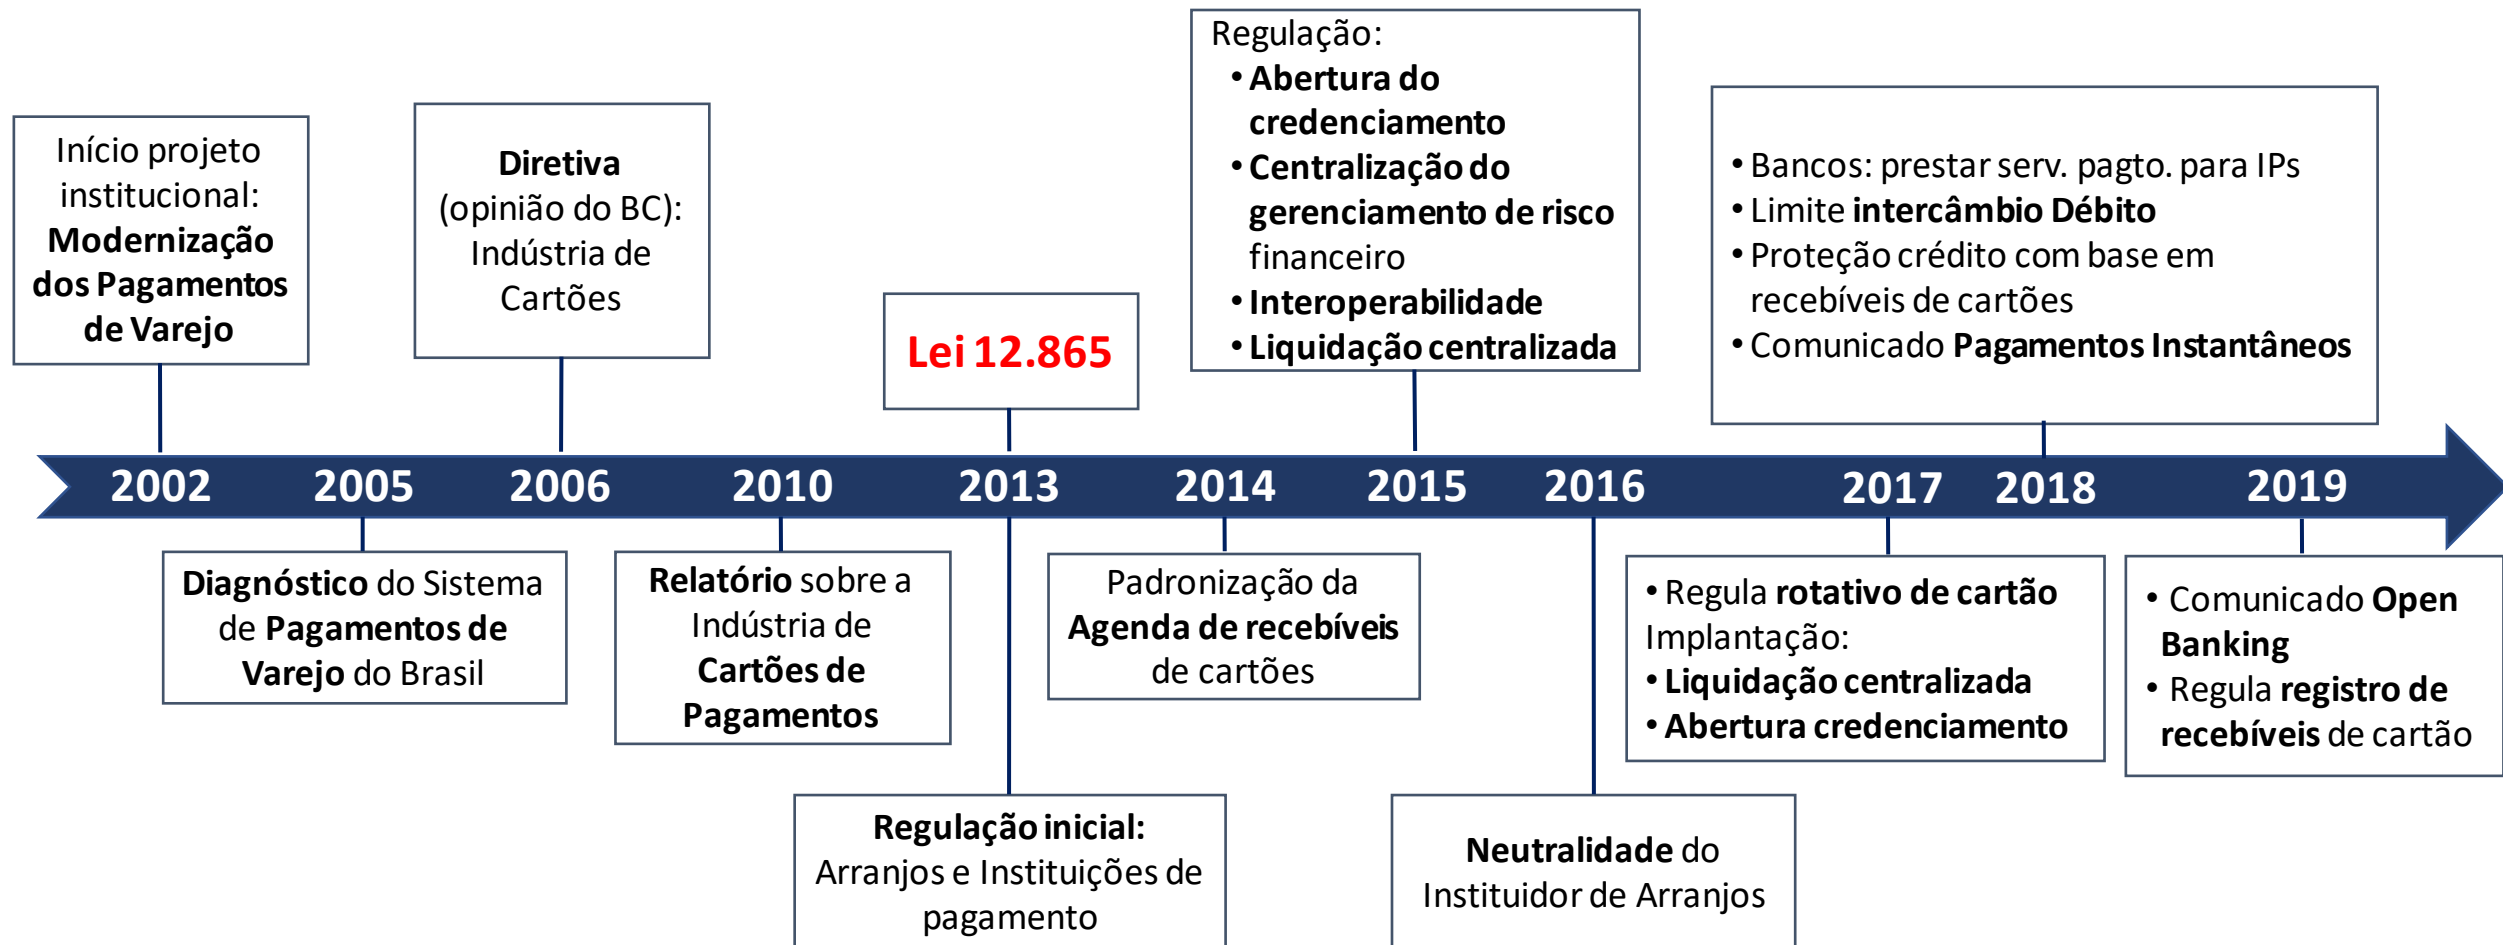 Início projeto
institucional:
Modernização
dos Pagamentos
de Varejo
Diretiva
(opinião do BC):
Indústria de
Cartões
Lei 12.865
Regulação:
• Abertura do
credenciamento
• Centralização do
gerenciamento de risco
financeiro
• Interoperabilidade
• Liquidação centralizada
• Bancos: prestar serv. pagto. para IPs
• Limite intercâmbio Débito
• Proteção crédito com base em
recebíveis de cartões
• Comunicado Pagamentos Instantâneos
2002 2005 2006 2010 2013 2014 2015 2016 2017 2018 2019
Diagnóstico do Sistema
de Pagamentos de
Varejo do Brasil
Relatório sobre a
Indústria de
Cartões de
Pagamentos
Regulação inicial:
Arranjos e Instituições de
pagamento
Padronização da
Agenda de recebíveis
de cartões
Neutralidade do
Instituidor de Arranjos
• Regula rotativo de cartão
Implantação:
• Liquidação centralizada
• Abertura credenciamento
• Comunicado Open
Banking
• Regula registro de
recebíveis de cartão